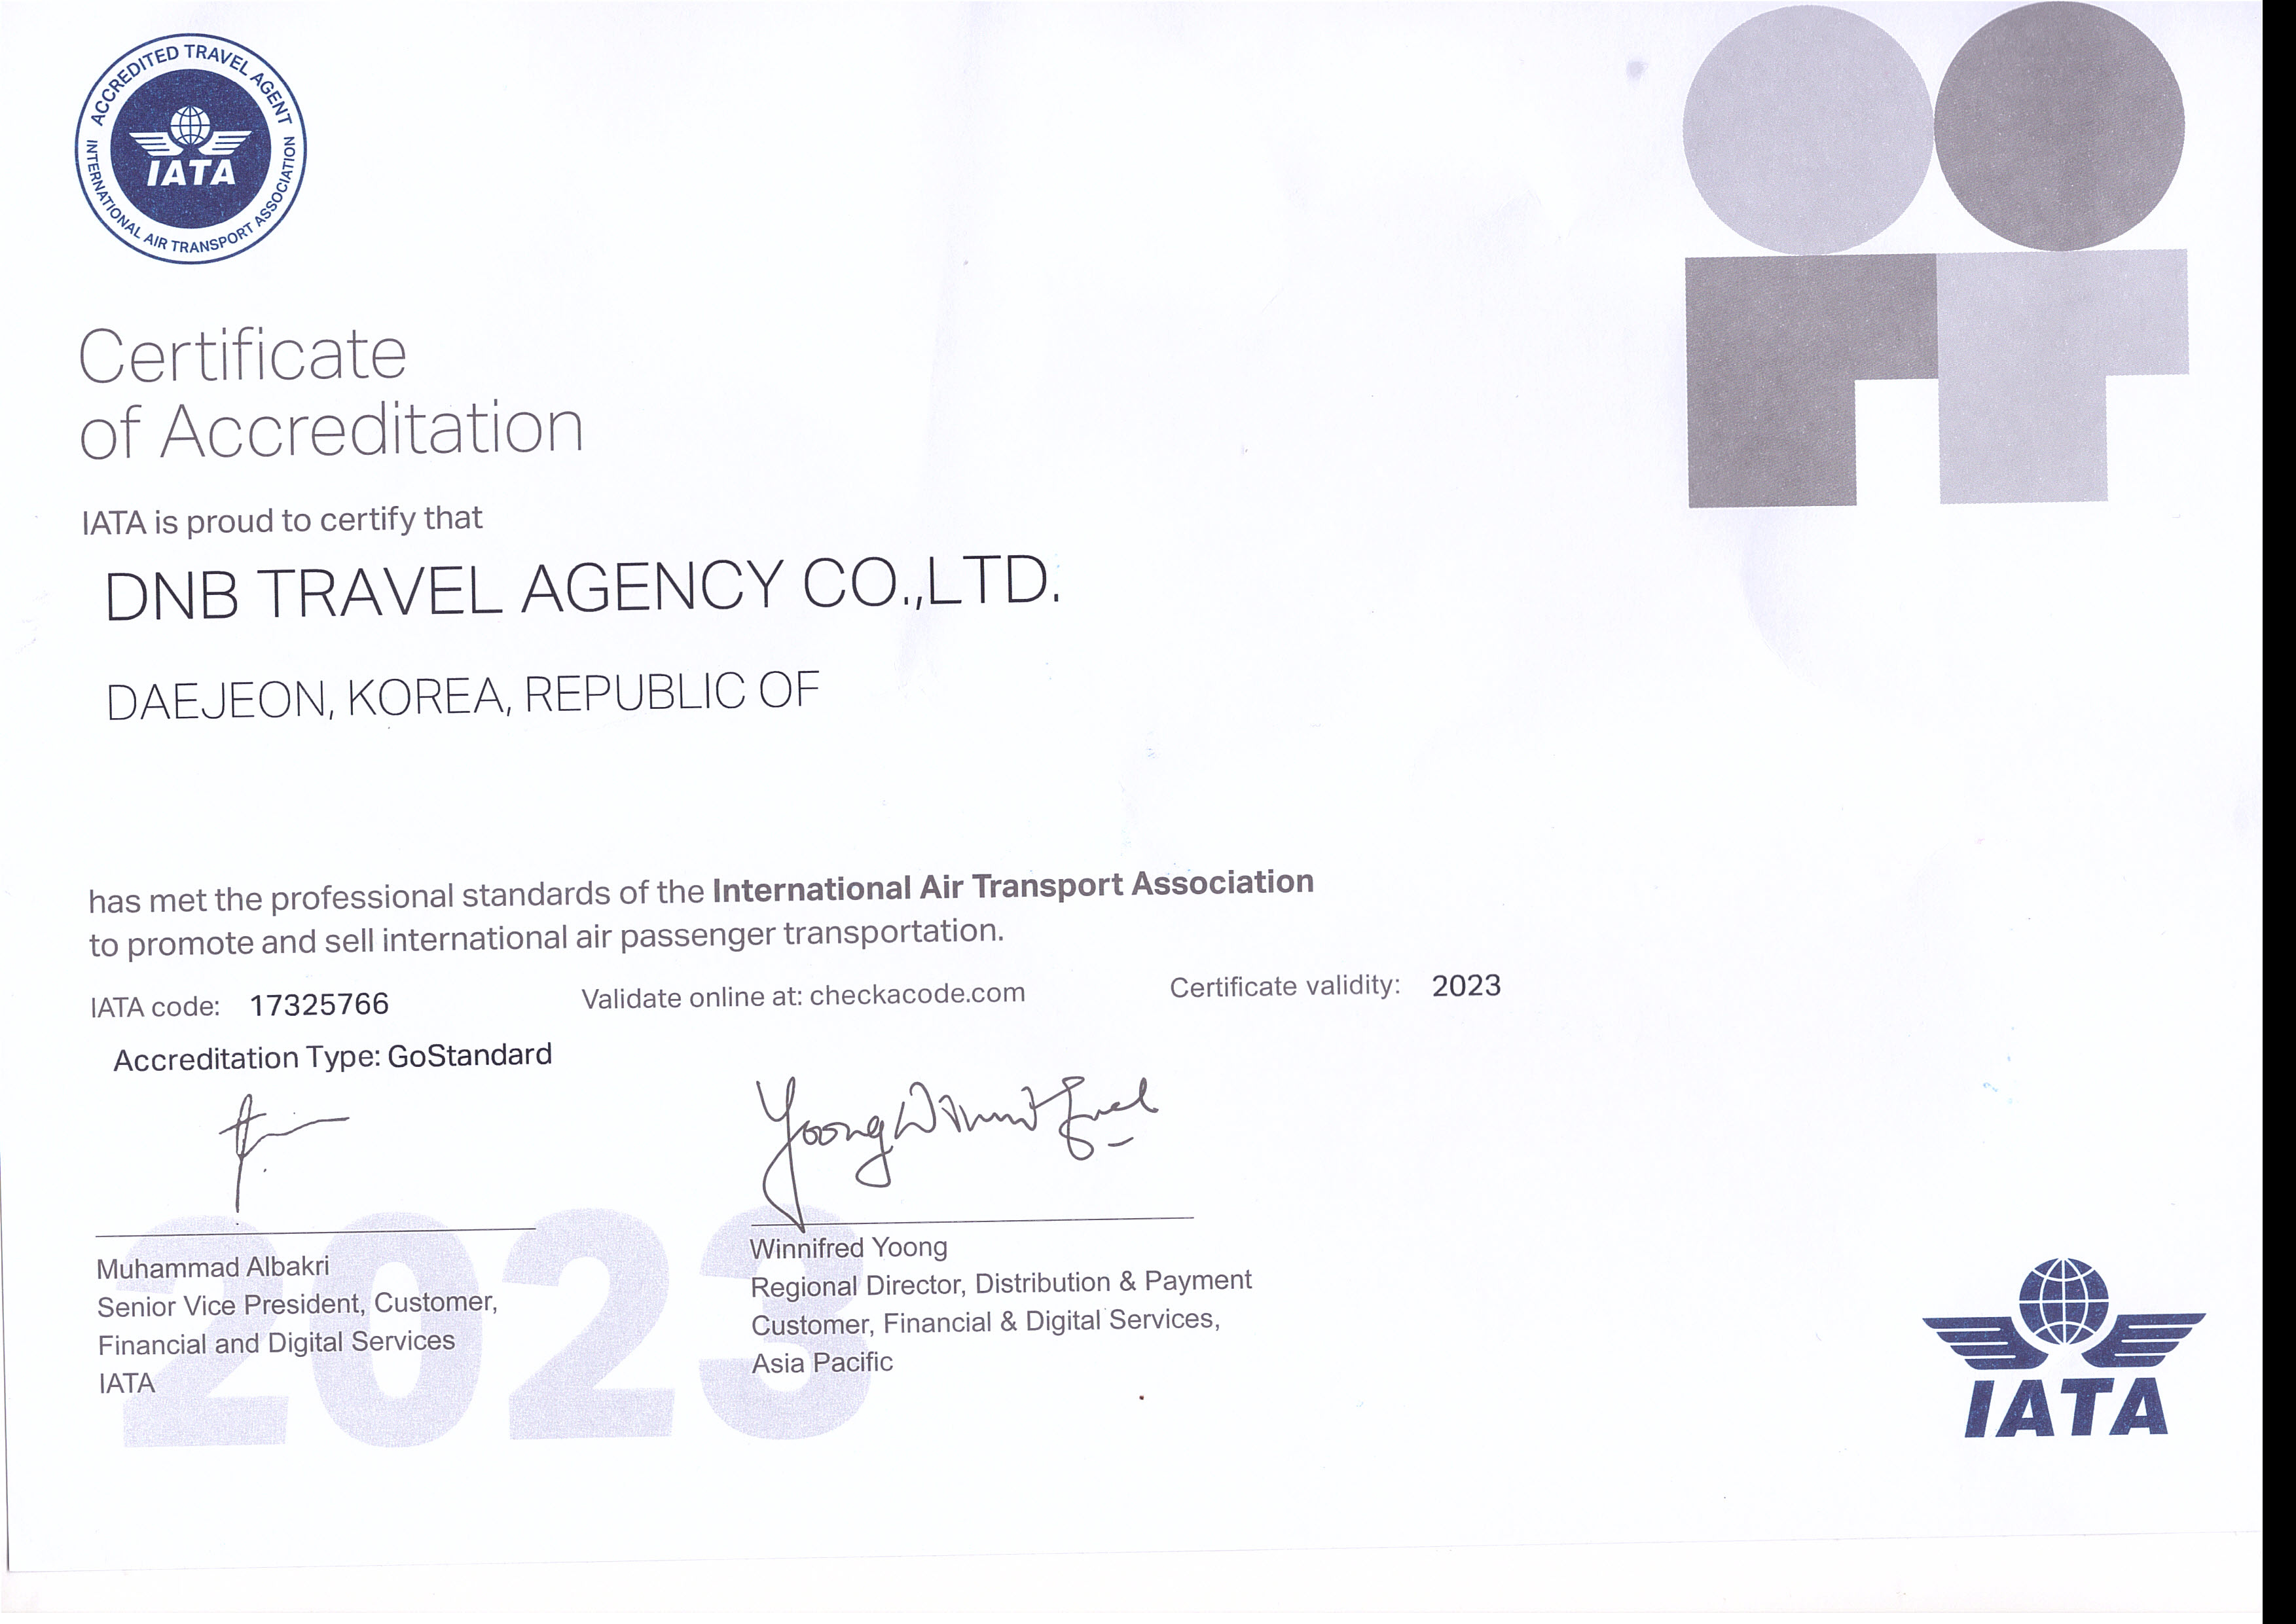 ACCREDITED TRAVEL AGENT
IATA
INTERNATIONAL AIR TRANSPORT ASSOCIATION
Certificate
of Accreditation
IATA is proud to certify that
DNB TRAVEL AGENCY CO.,LTD.
DAEJEON, KOREA, REPUBLIC OF
has met the professional standards of the International Air Transport Association
to promote and sell international air passenger transportation.
IATA code: 17325766 Validate online at: checkacode.com Certificate validity: 2023
Accreditation Type: GoStandard
2023
Muhammad Albakri
Senior Vice President, Customer,
Financial and Digital Services
IATA
Winnifred Yoong
Regional Director, Distribution & Payment
Customer, Financial & Digital Services,
Asia Pacific
IATA